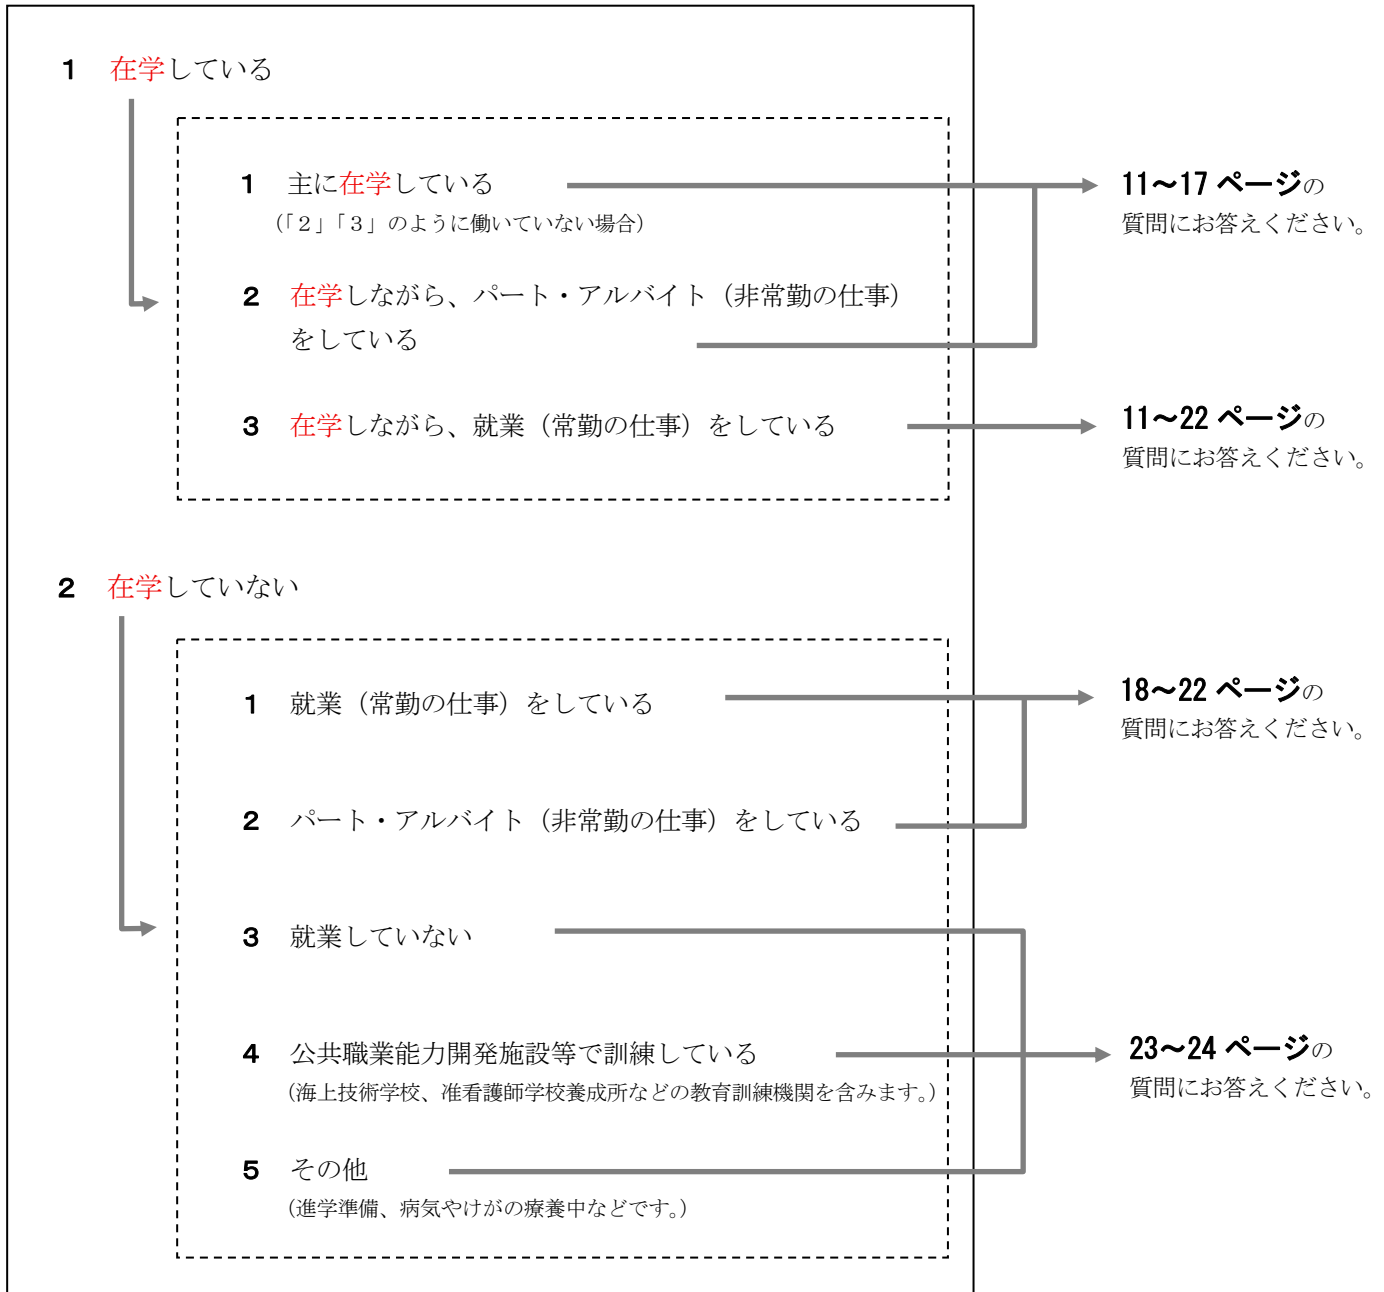 1 在学している
1 主に在学している
（「２」「３」のように働いていない場合）
11～17 ページの
質問にお答えください。
2 在学しながら、パート・アルバイト（非常勤の仕事）
をしている
3 在学しながら、就業（常勤の仕事）をしている
11～22 ページの
質問にお答えください。
2 在学していない
1 就業（常勤の仕事）をしている
18～22 ページの
質問にお答えください。
2 パート・アルバイト（非常勤の仕事）をしている
3 就業していない
4 公共職業能力開発施設等で訓練している
（海上技術学校、准看護師学校養成所などの教育訓練機関を含みます。）
23～24 ページの
質問にお答えください。
5 その他
（進学準備、病気やけがの療養中などです。）